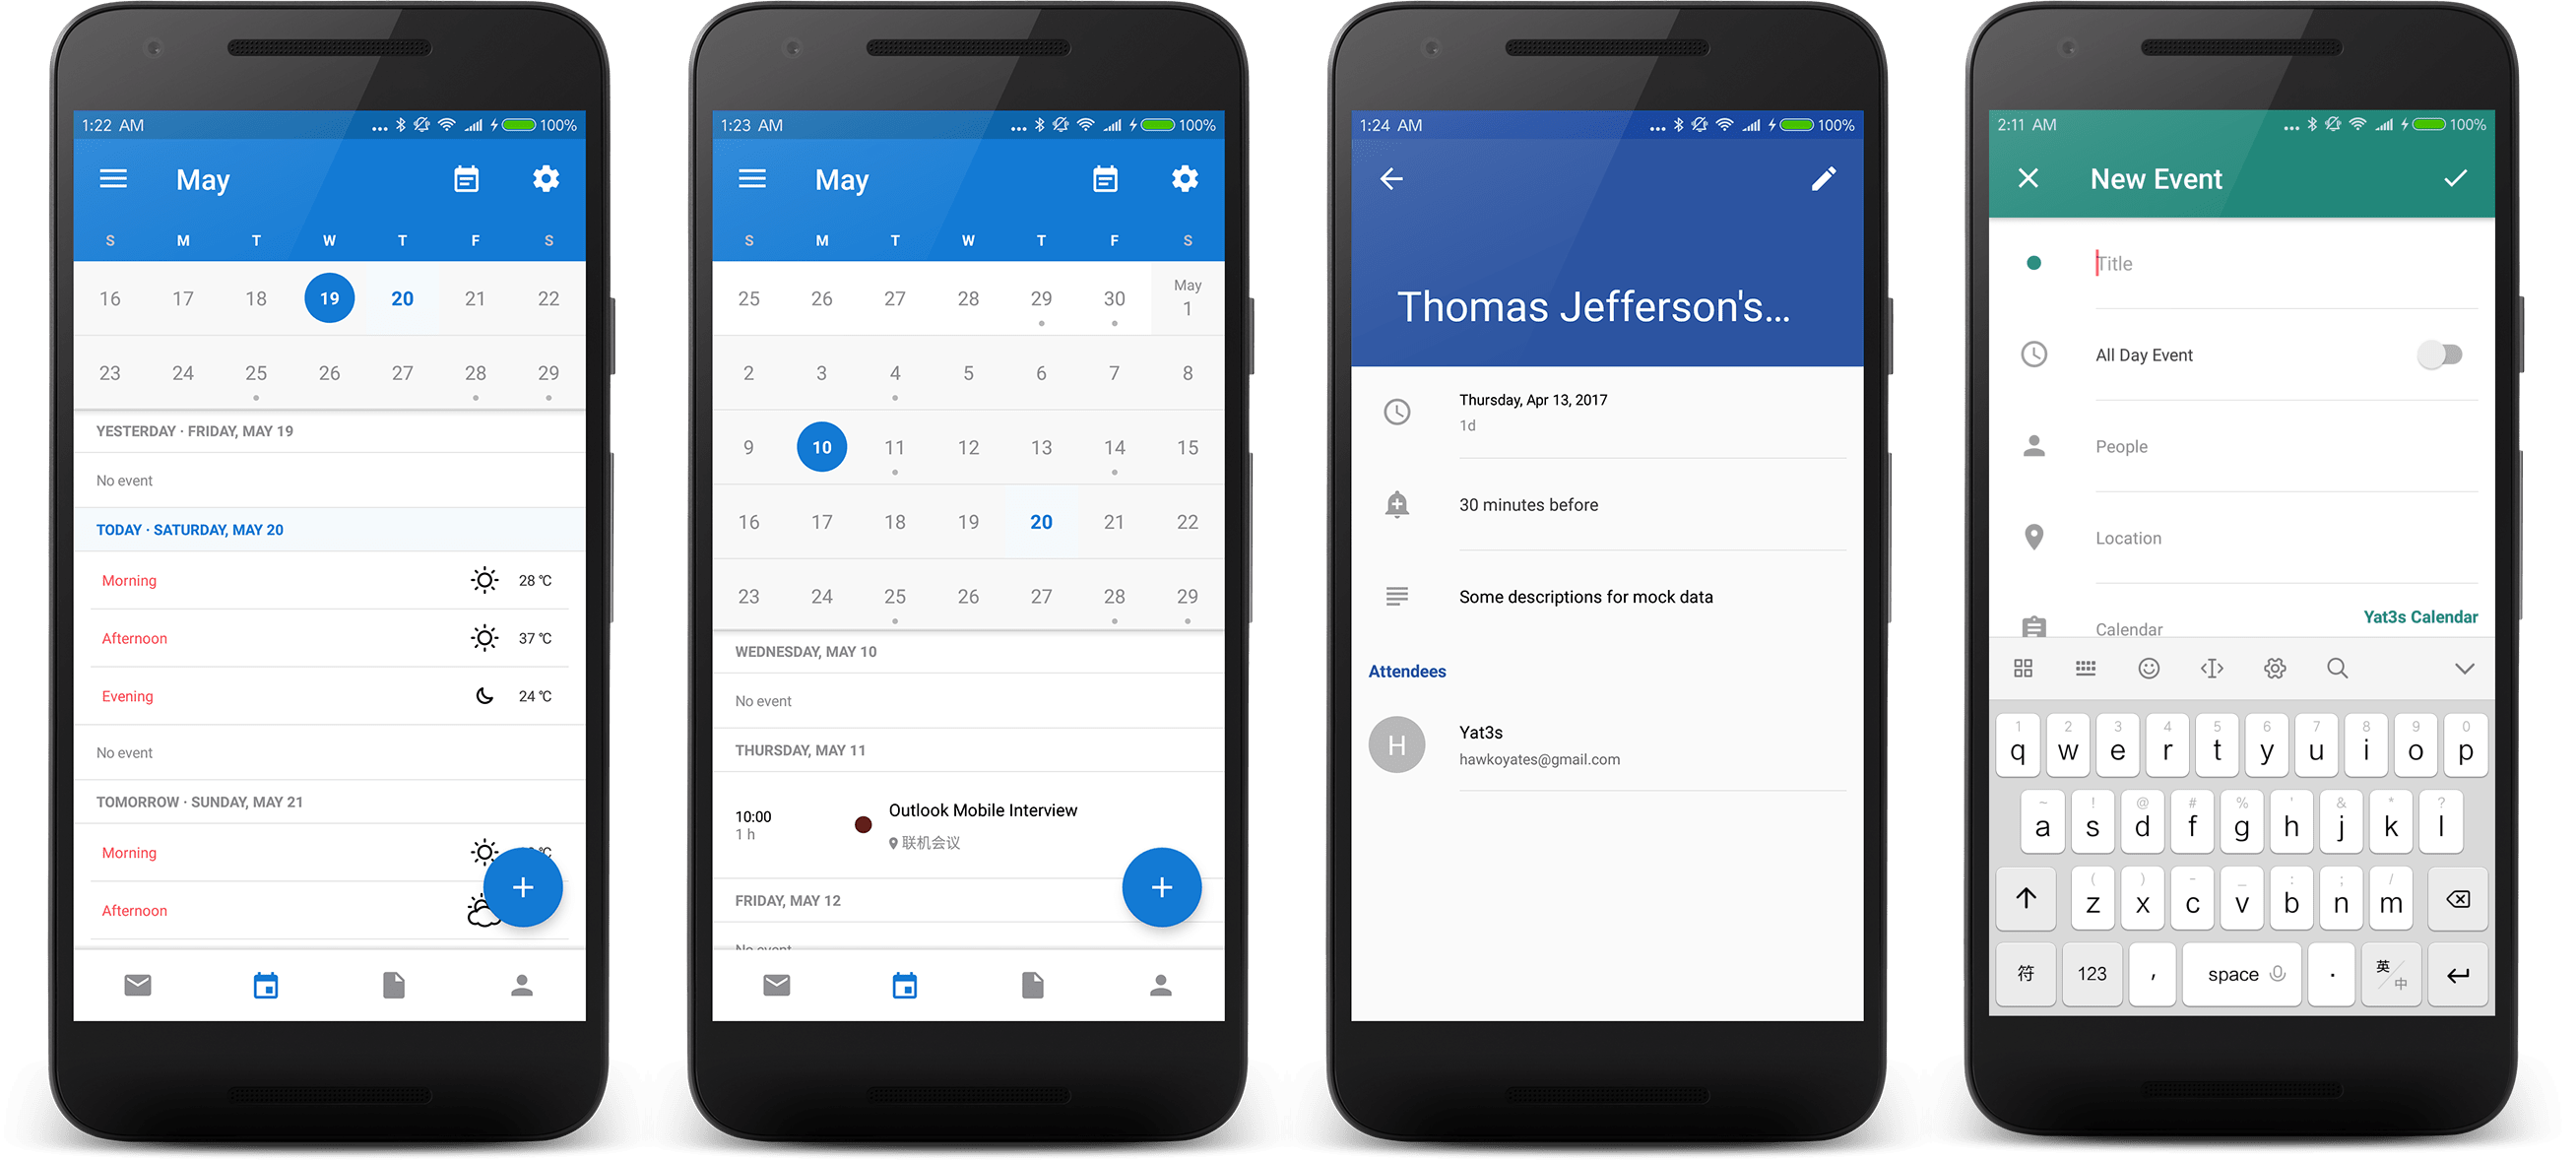 1:22 AM
100%
May
S M T W T F S
16 17 18 19 20 21 22
23 24 25 26 27 28 29
YESTERDAY · FRIDAY, MAY 19
No event
TODAY · SATURDAY, MAY 20
Morning 28 ℃
Afternoon 37 ℃
Evening 24 ℃
No event
TOMORROW · SUNDAY, MAY 21
Morning ℃
Afternoon
1:23 AM
100%
May
S M T W T F S
25 26 27 28 29 30 May 1
2 3 4 5 6 7 8
9 10 11 12 13 14 15
16 17 18 19 20 21 22
23 24 25 26 27 28 29
WEDNESDAY, MAY 10
No event
THURSDAY, MAY 11
10:00
1 h
Outlook Mobile Interview
联机会议
FRIDAY, MAY 12
No event
1:24 AM
100%
Thomas Jefferson's...
Thursday, Apr 13, 2017
1d
30 minutes before
Some descriptions for mock data
Attendees
H
Yat3s
hawkoyates@gmail.com
2:11 AM
100%
New Event
Title
All Day Event
People
Location
Calendar
Yat3s Calendar
1 2 3 4 5 6 7 8 9 0
q w e r t y u i o p
~ ! @ # % ' & * ?
a s d f g h j k l
( ) - _ : ; /
z x c v b n m
符 123 , space . 英/中